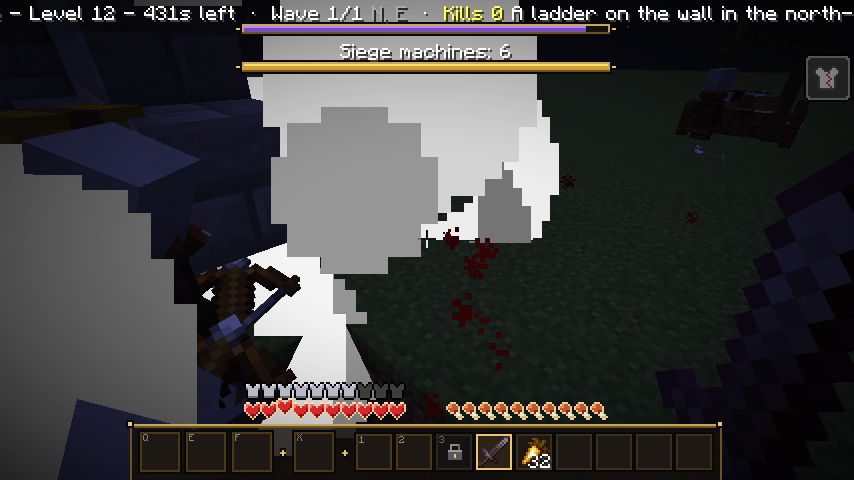 - Level 12 - 431s left · Wave 1/1 N E · Kills 0 A ladder on the wall in the north-
Siege machines: 6
Q E F X 1 2 3
32